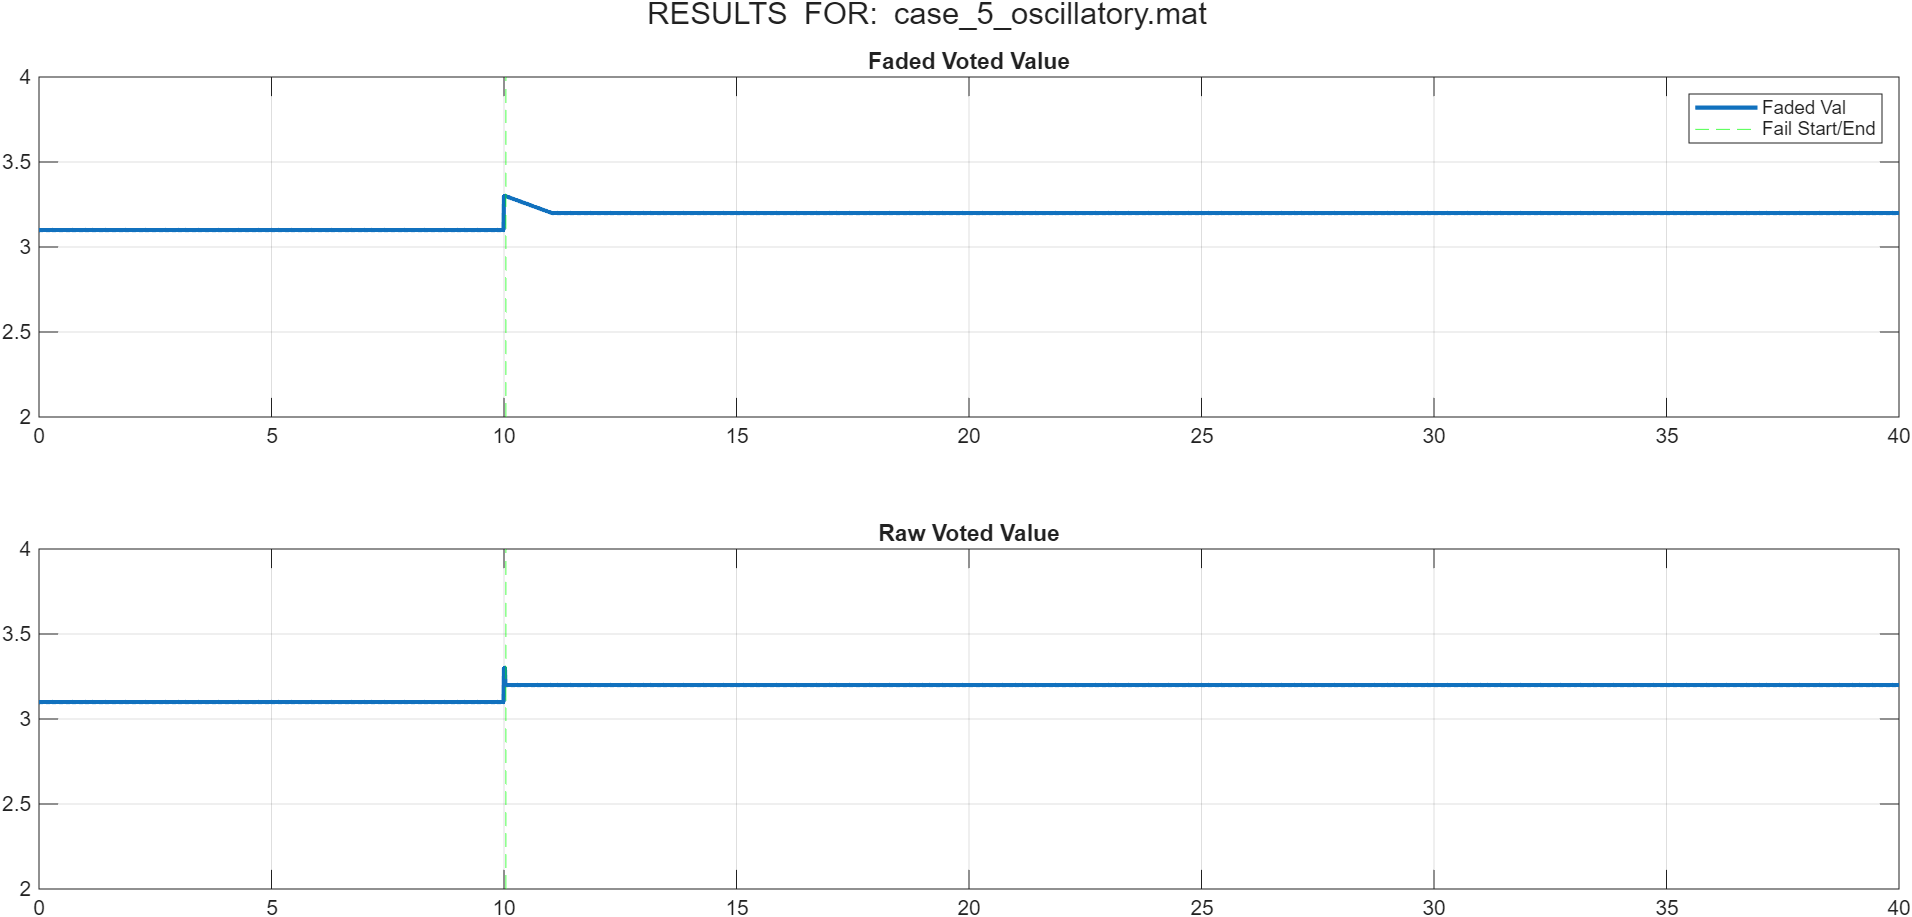 RESULTS FOR: case_5_oscillatory.mat
Faded Voted Value
4
3.5
3
2.5
2
0 5 10 15 20 25 30 35 40
Faded Val
Fail Start/End
Raw Voted Value
4
3.5
3
2.5
2
0 5 10 15 20 25 30 35 40